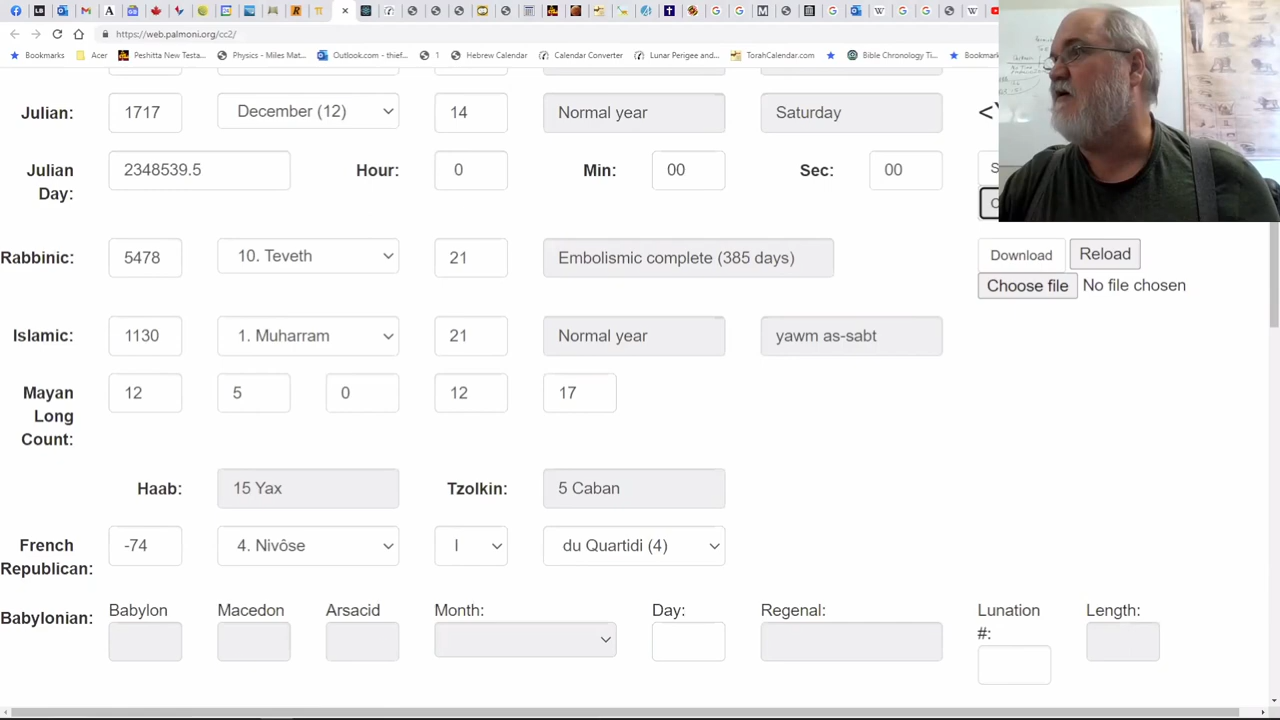 https://web.palmoni.org/cc2/
Bookmarks Acer Peshitta New Testa... Physics – Miles Mat... Outlook.com - thief... 1 Hebrew Calendar Calendar Converter Lunar Perigee and... TorahCalendar.com Bible Chronology Ti... Bookmarks
Julian: 1717 December (12) 14 Normal year Saturday
Julian Day: 2348539.5 Hour: 0 Min: 00 Sec: 00
Rabbinic: 5478 10. Teveth 21 Embolismic complete (385 days) Download Reload
Choose file No file chosen
Islamic: 1130 1. Muharram 21 Normal year yawm as-sabt
Mayan Long Count: 12 5 0 12 17
Haab: 15 Yax Tzolkin: 5 Caban
French Republican: -74 4. Nivôse I du Quartidi (4)
Babylonian: Babylon Macedon Arsacid Month: Day: Regenal: Lunation #: Length: